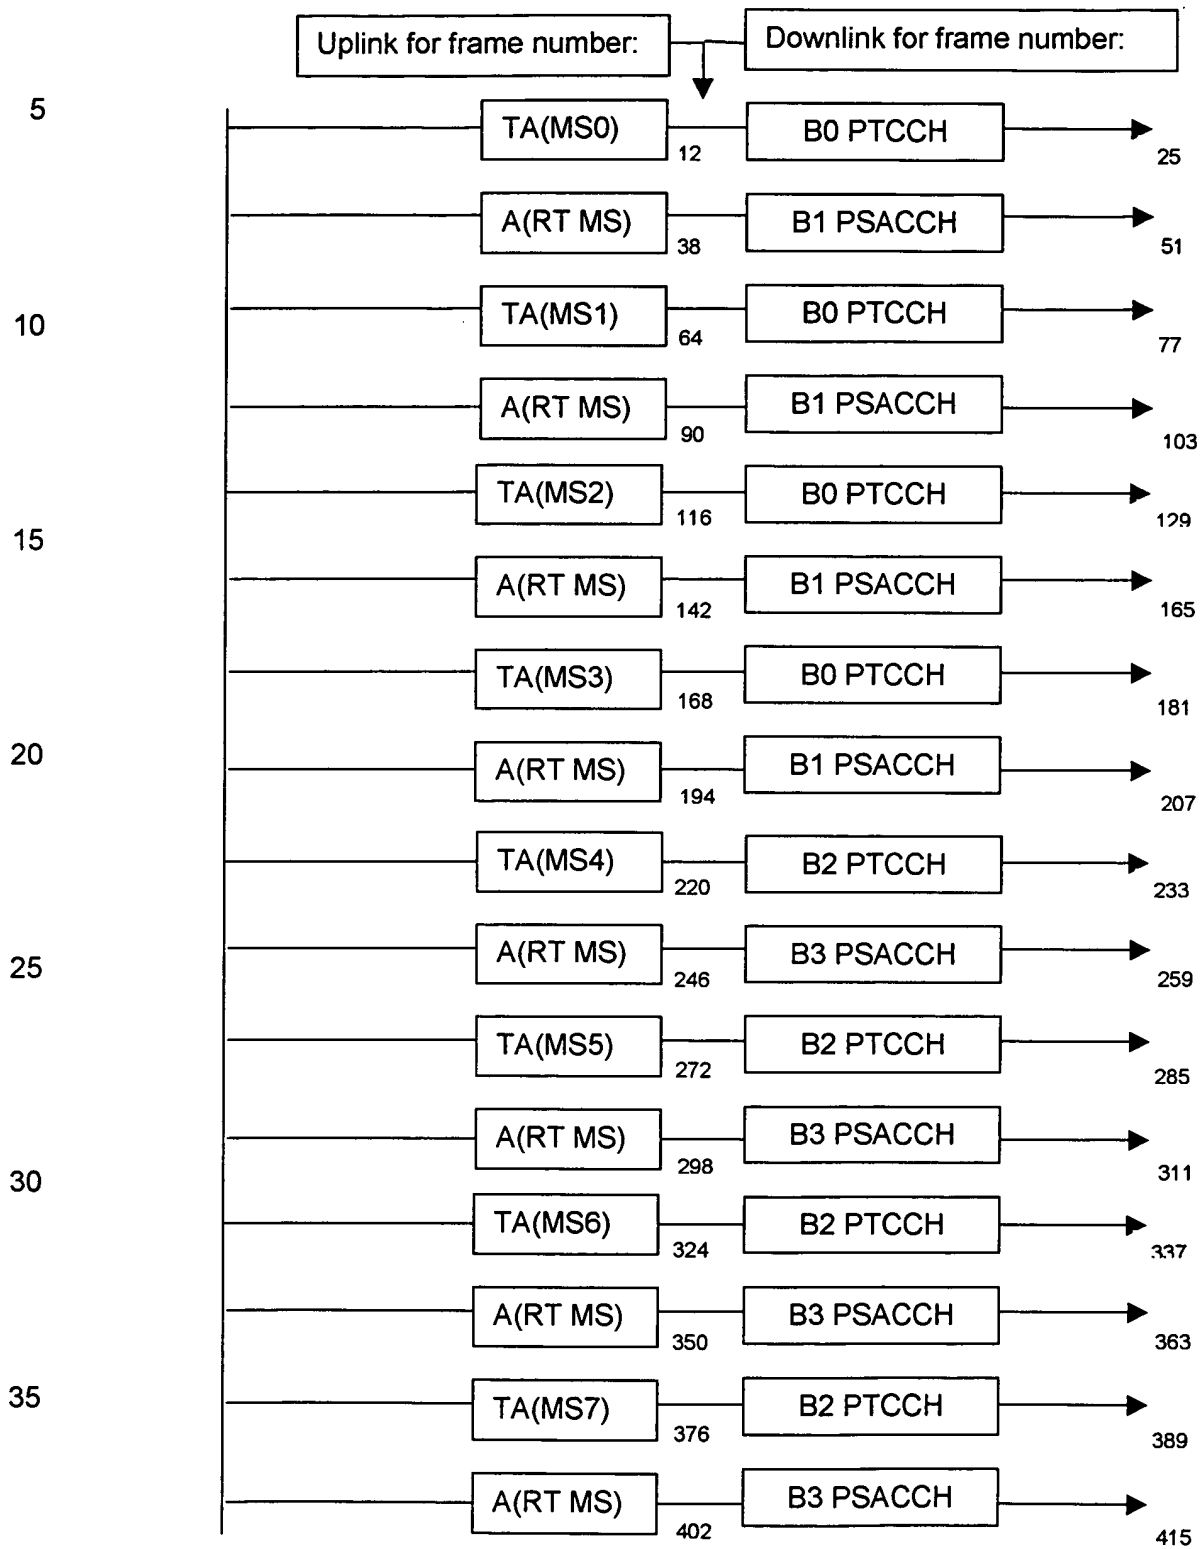 Uplink for frame number: Downlink for frame number:
5
TA(MS0) 12 B0 PTCCH 25
A(RT MS) 38 B1 PSACCH 51
10
TA(MS1) 64 B0 PTCCH 77
A(RT MS) 90 B1 PSACCH 103
TA(MS2) 116 B0 PTCCH 129
15
A(RT MS) 142 B1 PSACCH 165
TA(MS3) 168 B0 PTCCH 181
20
A(RT MS) 194 B1 PSACCH 207
TA(MS4) 220 B2 PTCCH 233
25
A(RT MS) 246 B3 PSACCH 259
TA(MS5) 272 B2 PTCCH 285
A(RT MS) 298 B3 PSACCH 311
30
TA(MS6) 324 B2 PTCCH 337
A(RT MS) 350 B3 PSACCH 363
35
TA(MS7) 376 B2 PTCCH 389
A(RT MS) 402 B3 PSACCH 415